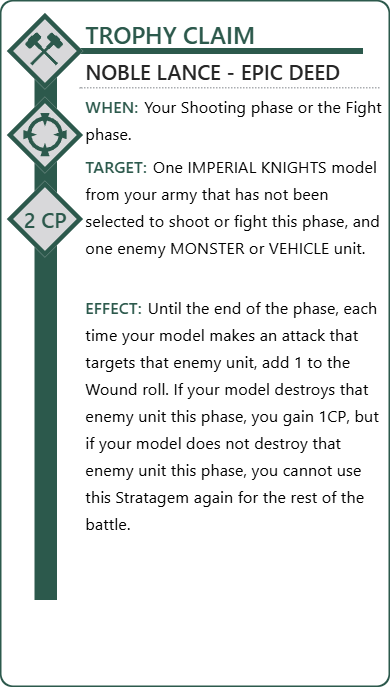 TROPHY CLAIM
NOBLE LANCE - EPIC DEED
WHEN: Your Shooting phase or the Fight
phase.
TARGET: One IMPERIAL KNIGHTS model
from your army that has not been
selected to shoot or fight this phase, and
one enemy MONSTER or VEHICLE unit.
2 CP
EFFECT: Until the end of the phase, each
time your model makes an attack that
targets that enemy unit, add 1 to the
Wound roll. If your model destroys that
enemy unit this phase, you gain 1CP, but
if your model does not destroy that
enemy unit this phase, you cannot use
this Stratagem again for the rest of the
battle.